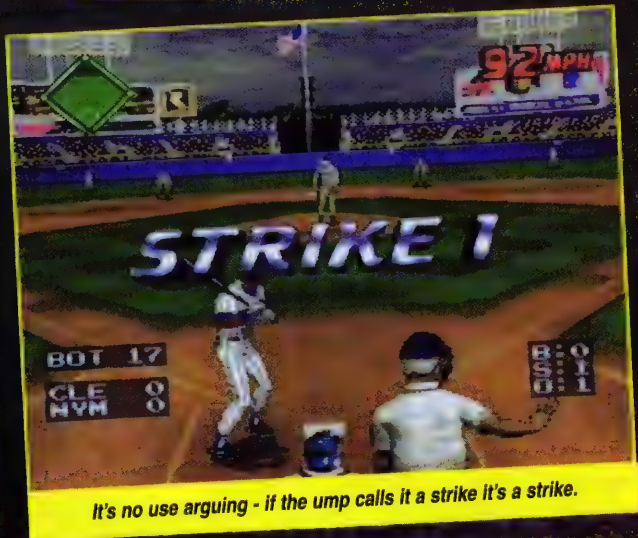 92 MPH
R
STRIKE 1
BOT 17
CLE 0
NYM 0
B:0
S:1
O:1
It's no use arguing - if the ump calls it a strike it's a strike.